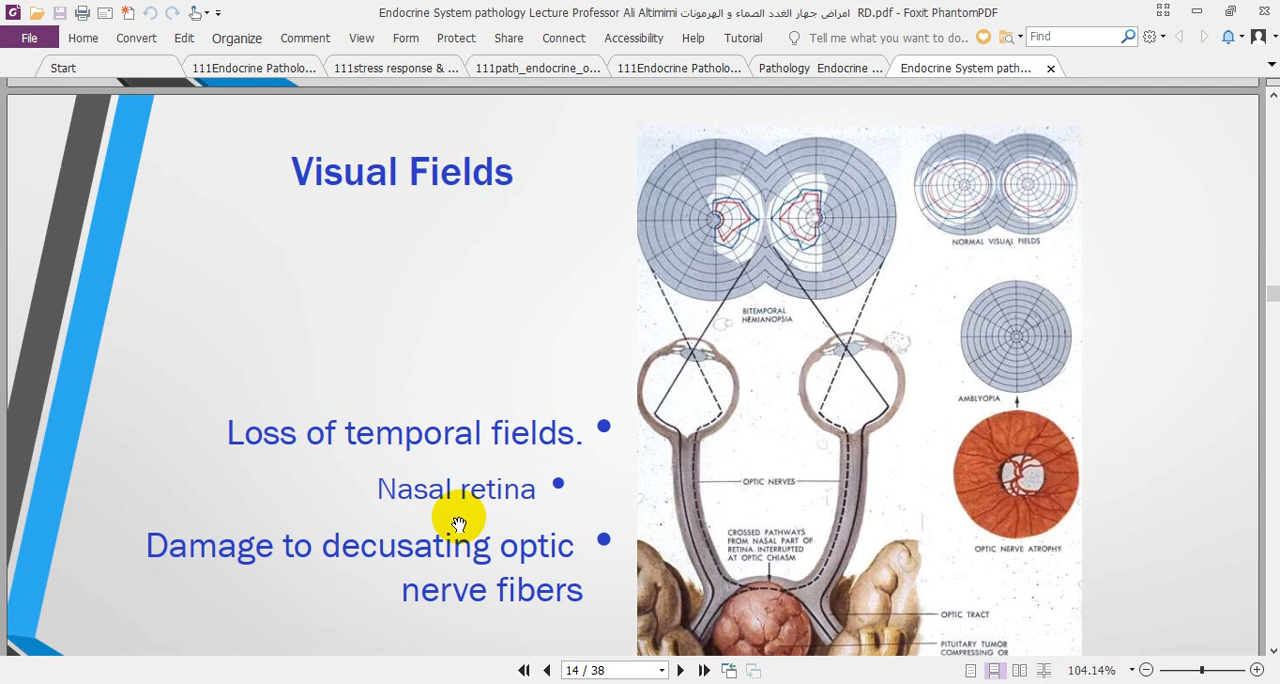 Endocrine System pathology Lecture Professor Ali Altimimi امراض جهاز الغدد الصماء و الهرمونات RD.pdf - Foxit PhantomPDF
File Home Convert Edit Organize Comment View Form Protect Share Connect Accessibility Help Tutorial Tell me what you want to do.. Find
Start 111Endocrine Patholo... 111stress response & ... 111path_endocrine_o... 111Endocrine Patholo... Pathology Endocrine ... Endocrine System path...
Visual Fields
• Loss of temporal fields.
• Nasal retina
• Damage to decusating optic
nerve fibers
NORMAL VISUAL FIELDS
BITEMPORAL
HEMIANOPSIA
AMBLYOPIA
OPTIC NERVES
CROSSED PATHWAYS
FROM NASAL PART OF
RETINA INTERRUPTED
AT OPTIC CHIASM
OPTIC NERVE ATROPHY
OPTIC TRACT
PITUITARY TUMOR
COMPRESSING OR
14 / 38
104.14%